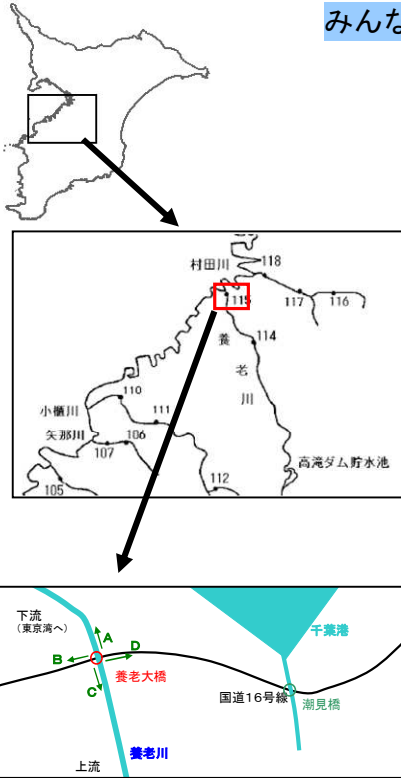 みんな
村田川
118
115
117
116
養老川
114
110
小櫃川
111
矢那川
107
106
高滝ダム貯水池
105
112
下流
(東京湾へ)
A
千葉港
B
D
養老大橋
C
国道16号線
潮見橋
養老川
上流